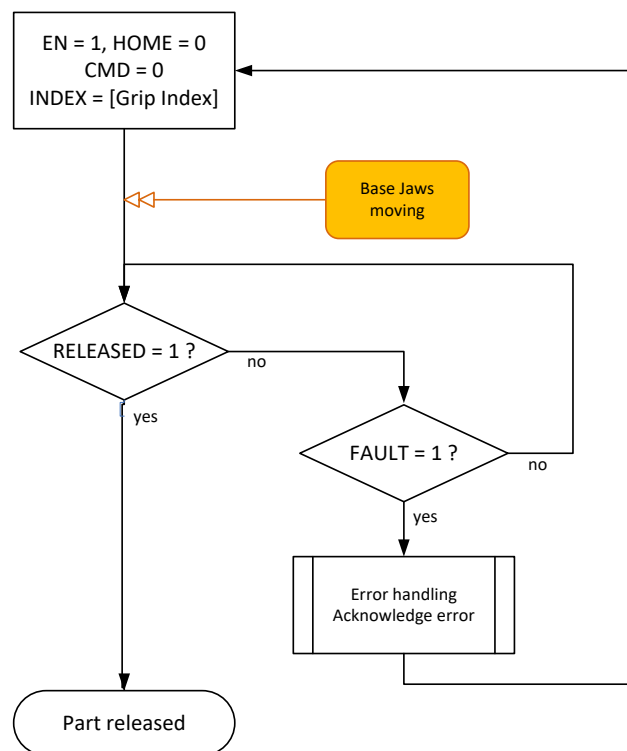 EN = 1, HOME = 0
CMD = 0
INDEX = [Grip Index]
Base Jaws
moving
RELEASED = 1 ?
no
yes
FAULT = 1 ?
no
yes
Error handling
Acknowledge error
Part released